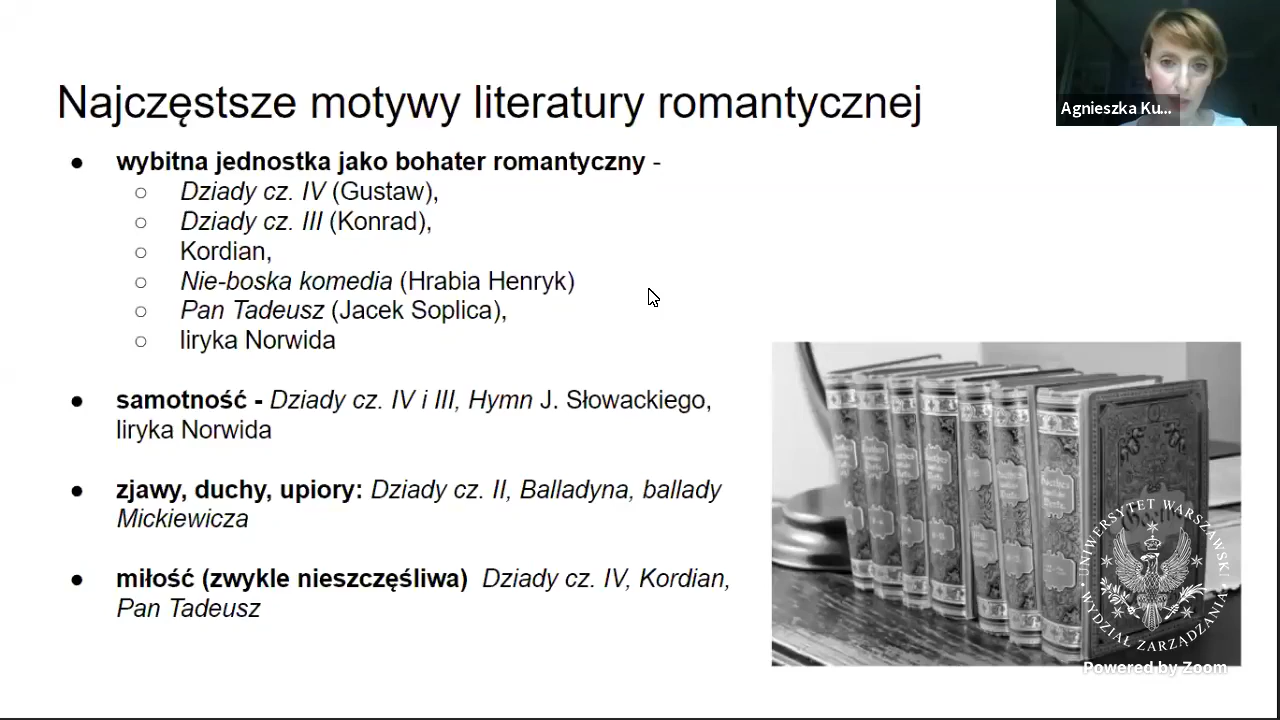 Najczęstsze motywy literatury romantycznej
Agnieszka Ku...
● wybitna jednostka jako bohater romantyczny -
○ Dziady cz. IV (Gustaw),
○ Dziady cz. III (Konrad),
○ Kordian,
○ Nie-boska komedia (Hrabia Henryk)
○ Pan Tadeusz (Jacek Soplica),
○ liryka Norwida
● samotność - Dziady cz. IV i III, Hymn J. Słowackiego,
liryka Norwida
● zjawy, duchy, upiory: Dziady cz. II, Balladyna, ballady
Mickiewicza
● miłość (zwykle nieszczęśliwa) Dziady cz. IV, Kordian,
Pan Tadeusz
UNIWERSYTET WARSZAWSKI
WYDZIAŁ ZARZĄDZANIA
Powered by Zoom